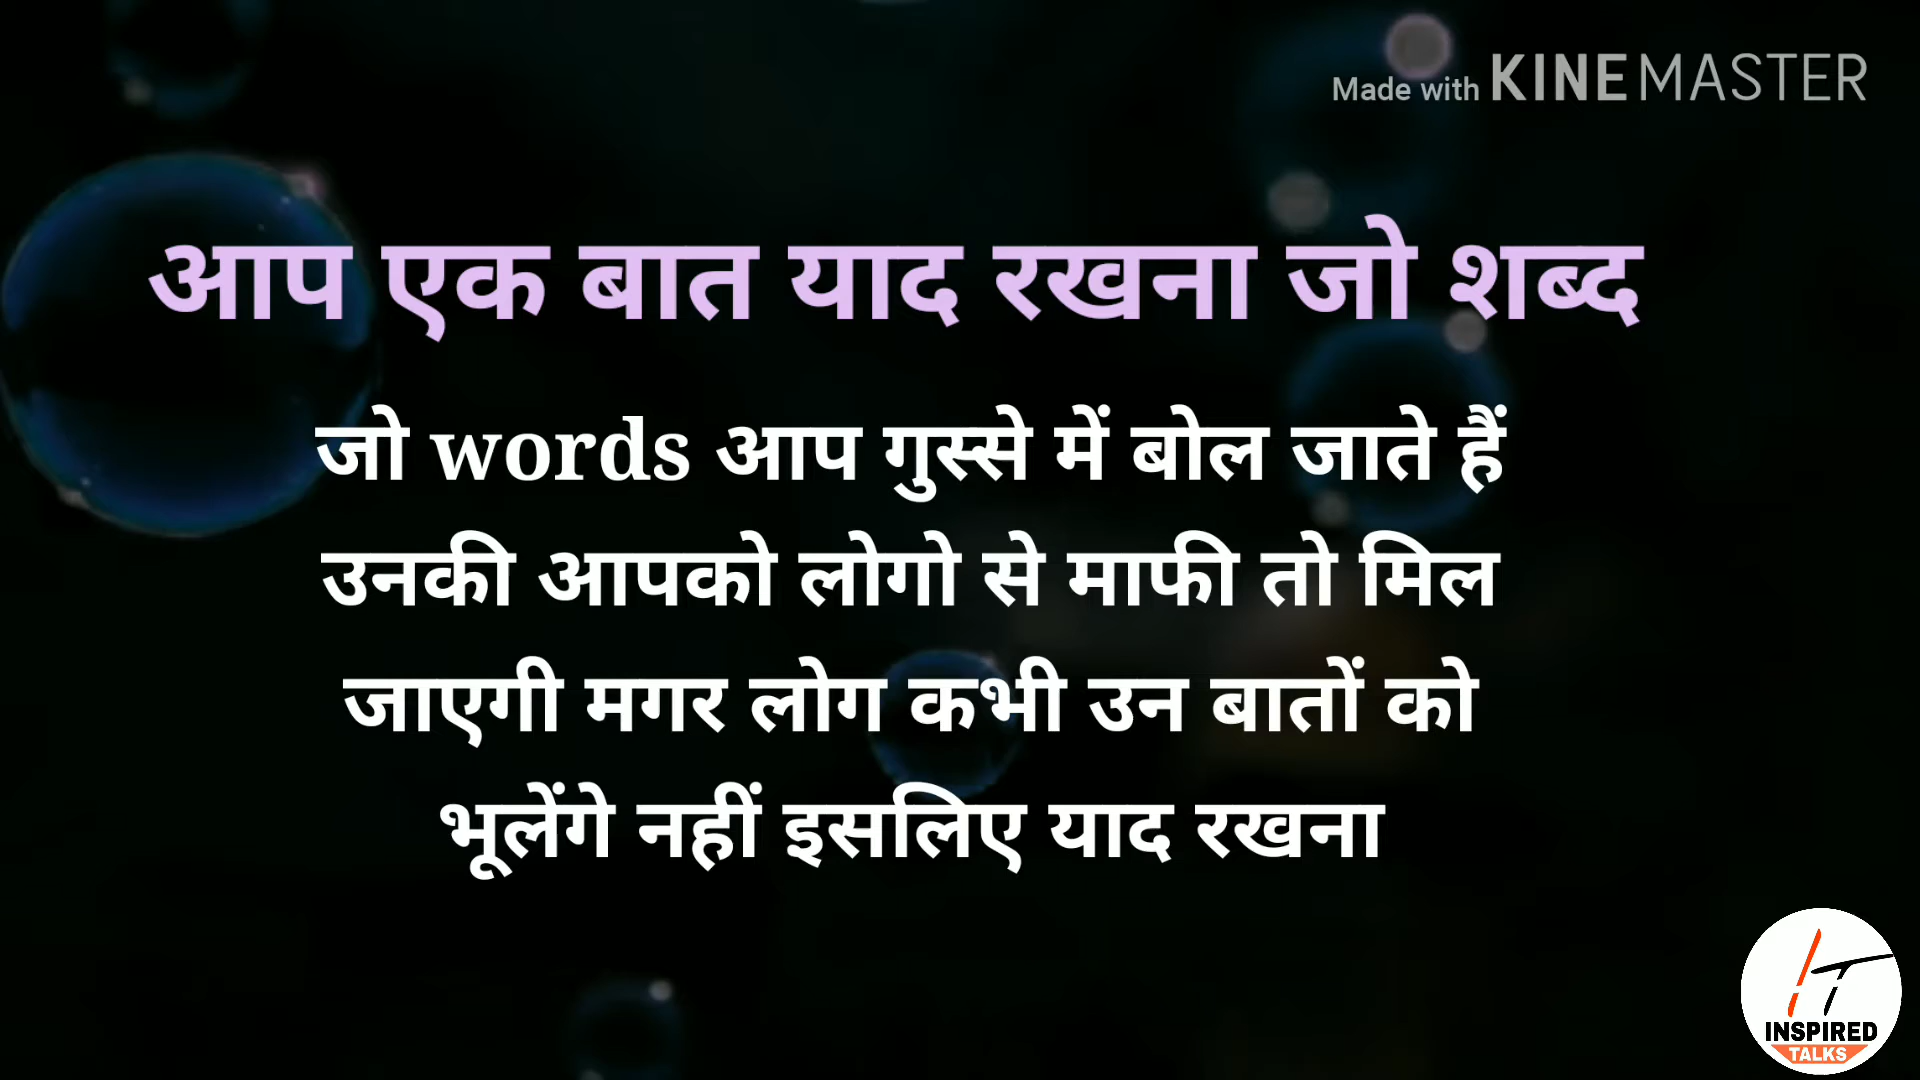 Made with KINEMASTER
आप एक बात याद रखना जो शब्द
जो words आप गुस्से में बोल जाते हैं
उनकी आपको लोगो से माफी तो मिल
जाएगी मगर लोग कभी उन बातों को
भूलेंगे नहीं इसलिए याद रखना
IT
INSPIRED
TALKS